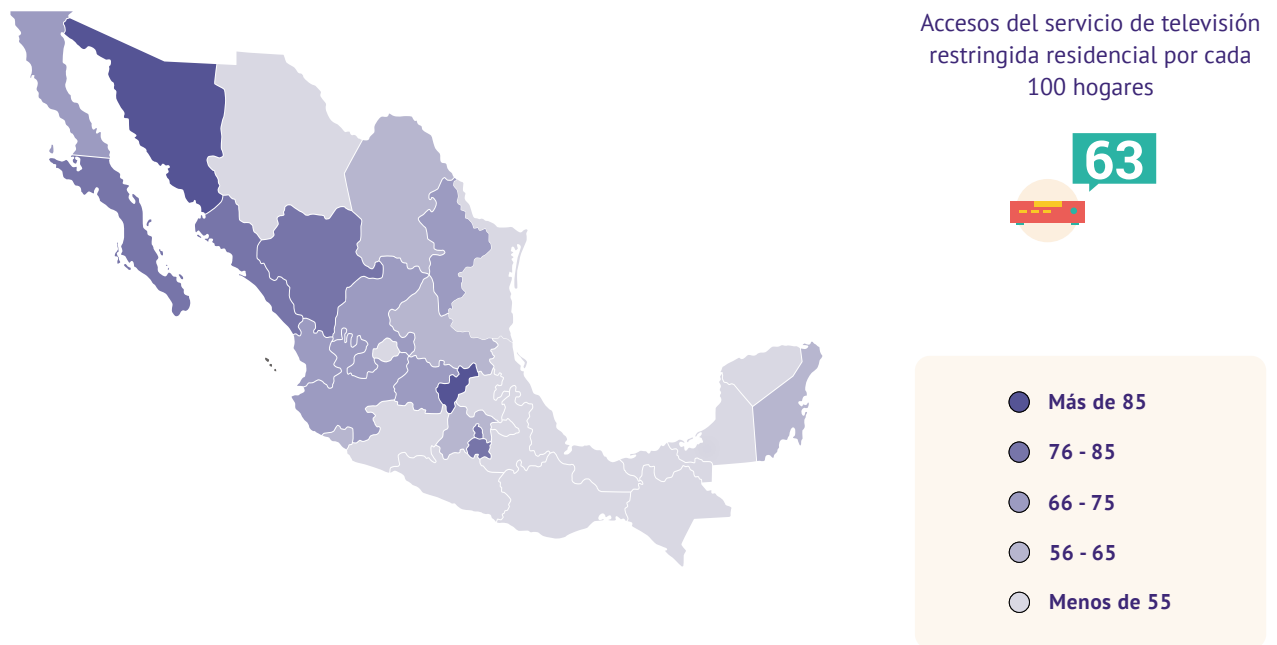 Accesos del servicio de televisión
restringida residencial por cada
100 hogares
63
Más de 85
76 - 85
66 - 75
56 - 65
Menos de 55